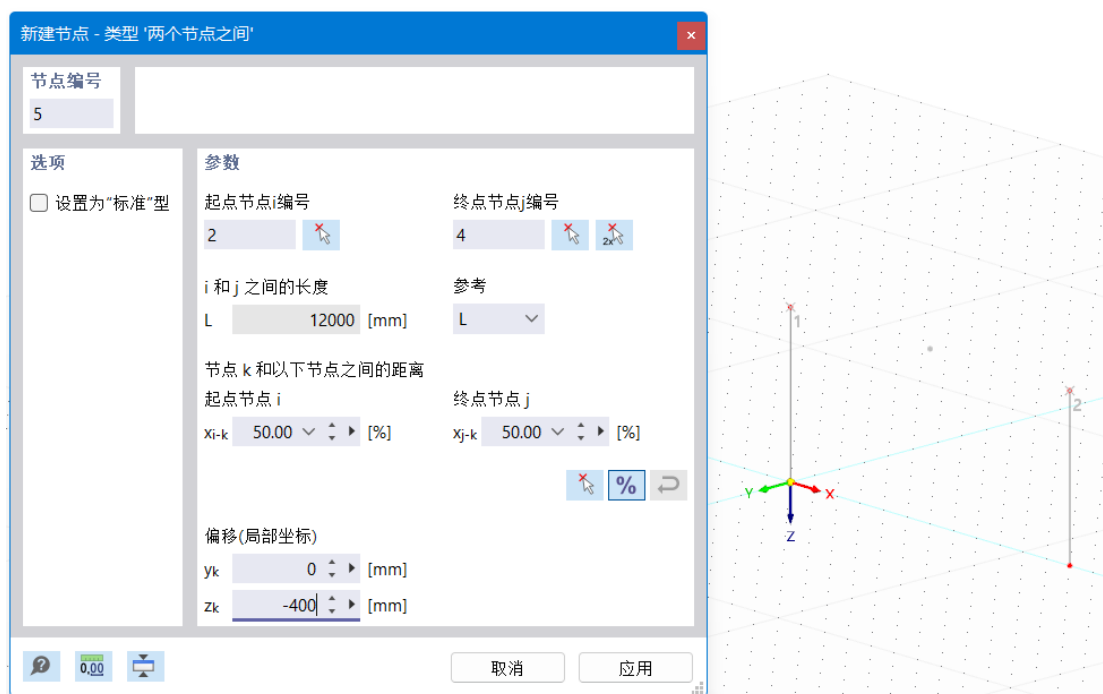 新建节点 - 类型 '两个节点之间'
节点编号
5
选项
设置为"标准"型
参数
起点节点i编号 终点节点j编号
2 4
2x
i 和 j 之间的长度 参考
L 12000 [mm] L
节点 k 和以下节点之间的距离
起点节点 i 终点节点 j
xi-k 50.00 [%] xj-k 50.00 [%]
%
偏移(局部坐标)
yk 0 [mm]
zk -400 [mm]
0,00
取消 应用
1
2
Y X
Z